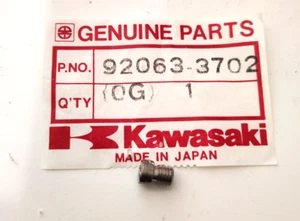 GENUINE PARTS
P.NO. 92063-3702
Q'TY (0G) 1
Kawasaki
MADE IN JAPAN